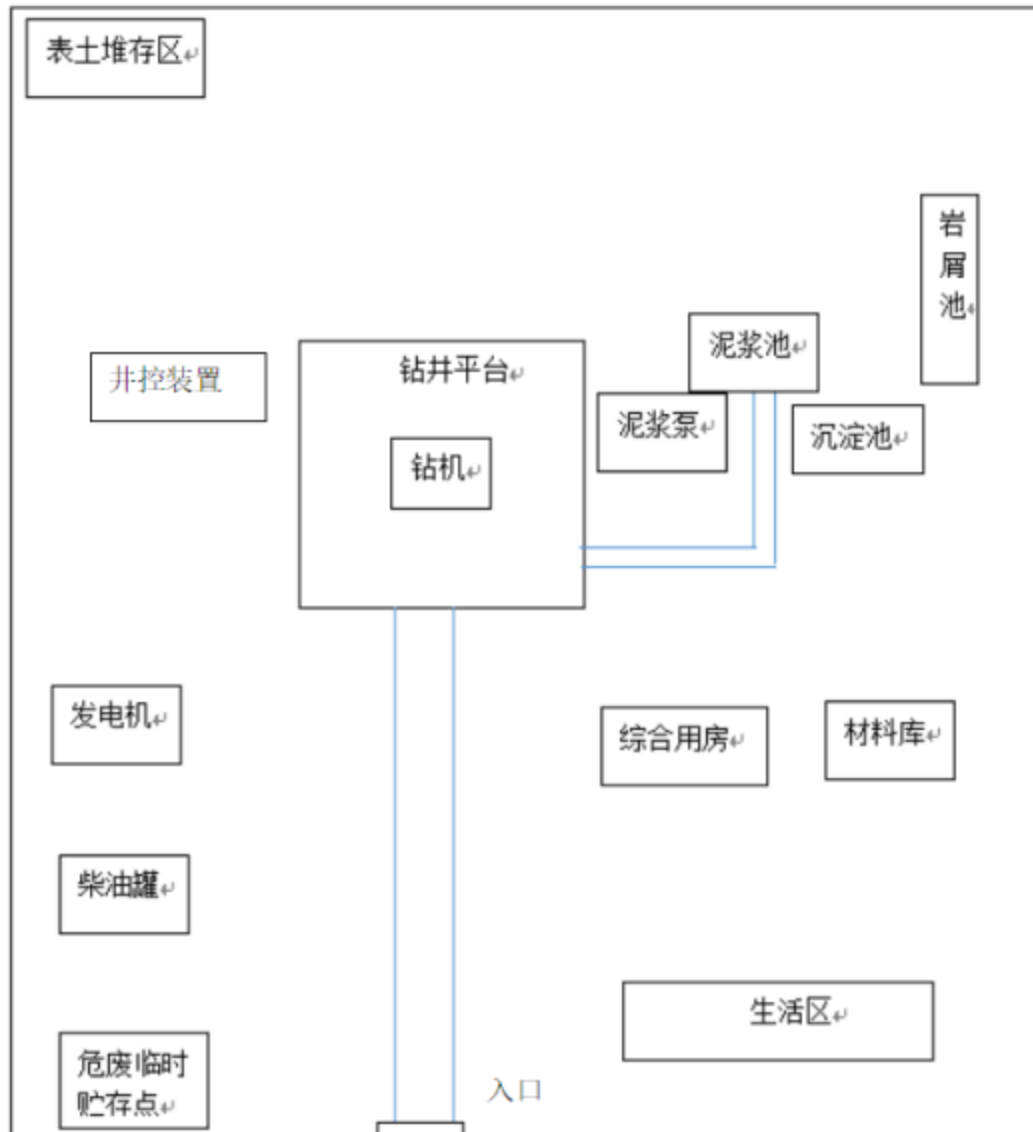 表土堆存区
岩
屑
池
泥浆池
井控装置
钻井平台
泥浆泵
沉淀池
钻机
发电机
综合用房
材料库
柴油罐
生活区
危废临时
贮存点
入口